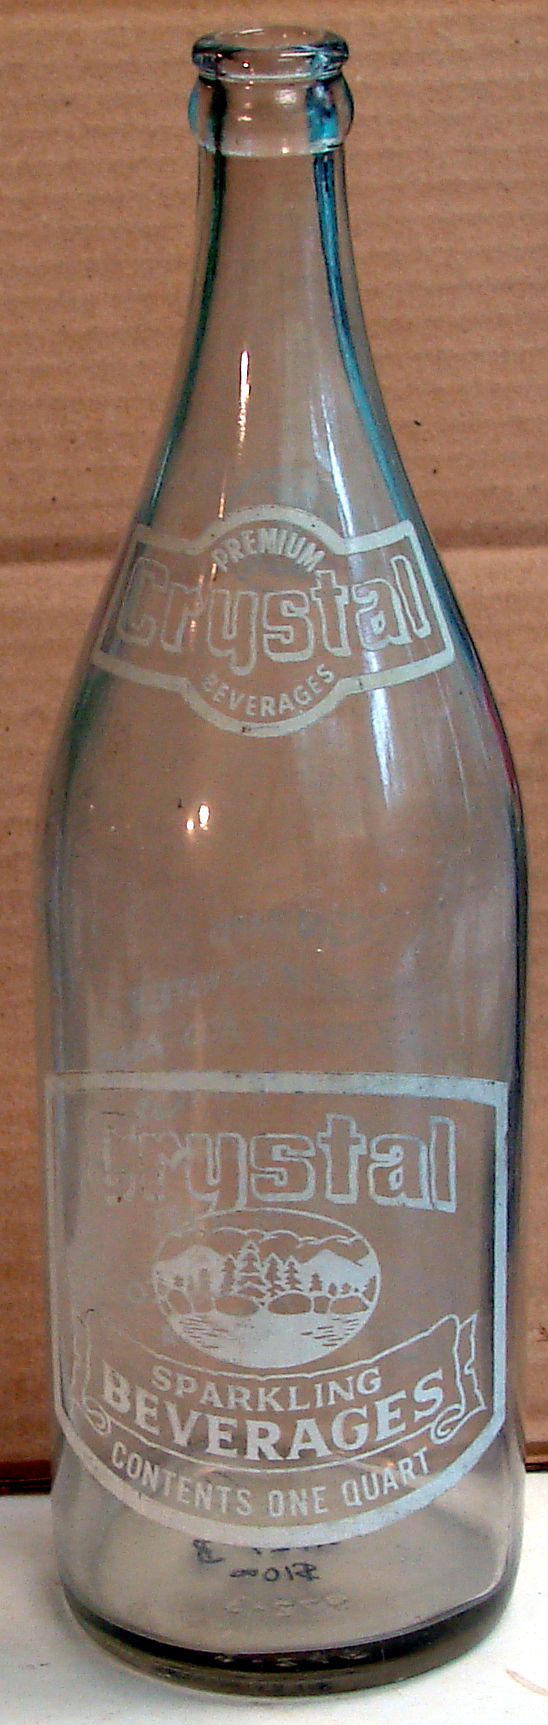 PREMIUM
Crystal
BEVERAGES
Crystal
SPARKLING
BEVERAGES
CONTENTS ONE QUART